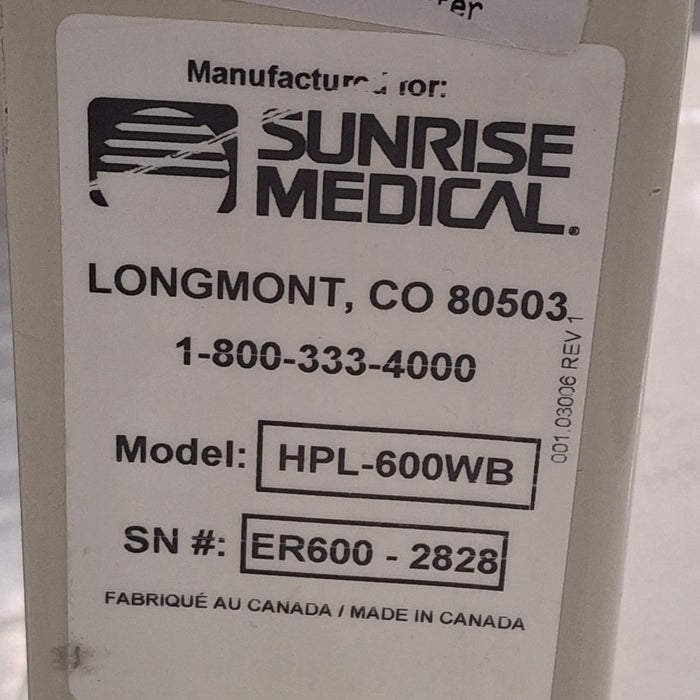 Manufactured for:
SUNRISE
MEDICAL.
LONGMONT, CO 80503
1-800-333-4000
001.03006 REV 1
Model: HPL-600WB
SN #: ER600 - 2828
FABRIQUÉ AU CANADA / MADE IN CANADA